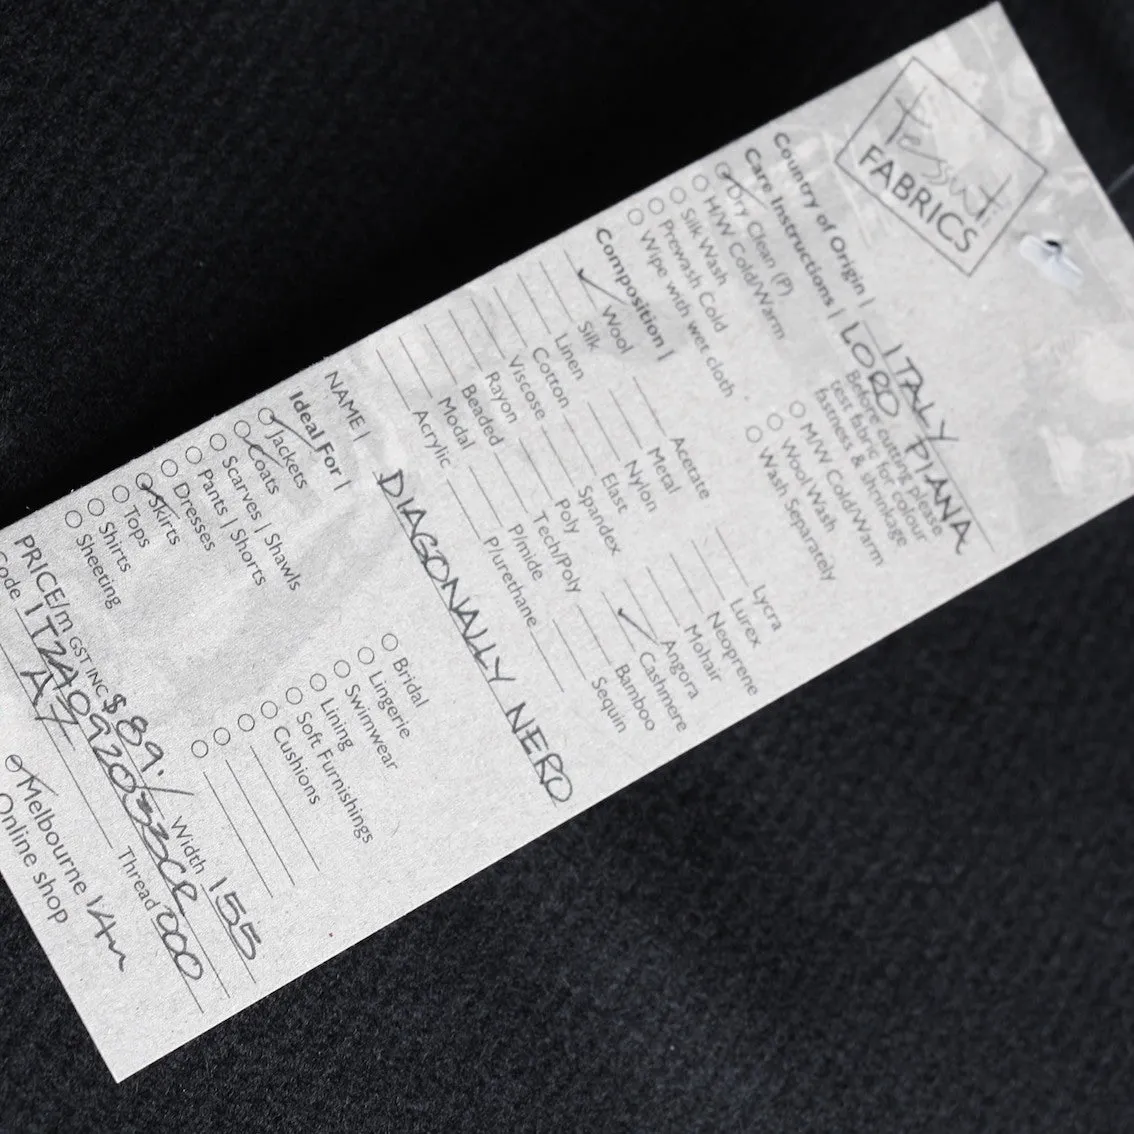 tessuti
FABRICS
Country of Origin | ITALY
LORO PIANA
Care Instructions | Before cutting, please
test fabric for colour
fastness & shrinkage
Dry Clean (P)
H/W Cold/Warm
Silk Wash
Prewash Cold
Wipe with wet cloth
M/W Cold/Warm
Wool Wash
Wash Separately
Composition |
✓ Wool
Silk
Linen
Cotton
Viscose
Rayon
Beaded
Modal
Acrylic
Acetate
Metal
Nylon
Elast
Spandex
Poly
Tech/Poly
P/mide
P/urethane
Lycra
Lurex
Neoprene
Mohair
Angora
✓ Cashmere
Bamboo
Sequin
NAME | DIAGONALLY NERO
Ideal For |
Jackets
Coats
Scarves | Shawls
Pants | Shorts
Dresses
Skirts
Tops
Shirts
Sheeting
Bridal
Lingerie
Swimwear
Lining
Soft Furnishings
Cushions
PRICE/m GST INC $89./ Width 155
Code
A7 Thread 000
Melbourne 14m
Online shop